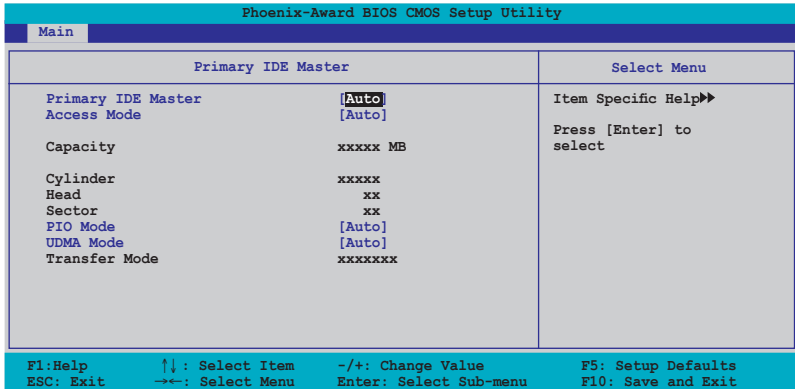 Phoenix-Award BIOS CMOS Setup Utility
Main
Primary IDE Master
Select Menu
Primary IDE Master [Auto]
Access Mode [Auto]
Capacity xxxxx MB
Cylinder xxxxx
Head xx
Sector xx
PIO Mode [Auto]
UDMA Mode [Auto]
Transfer Mode xxxxxxx
Item Specific Help▶▶
Press [Enter] to
select
F1:Help ↑↓: Select Item -/+: Change Value F5: Setup Defaults
ESC: Exit →←: Select Menu Enter: Select Sub-menu F10: Save and Exit